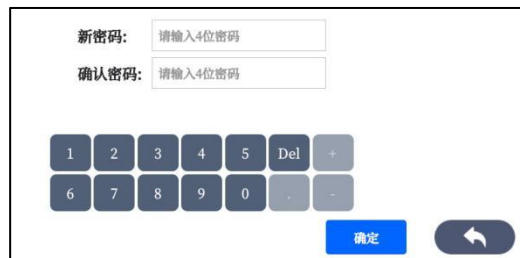 新密码: 请输入4位密码
确认密码: 请输入4位密码
1 2 3 4 5 Del +
6 7 8 9 0 . -
确定